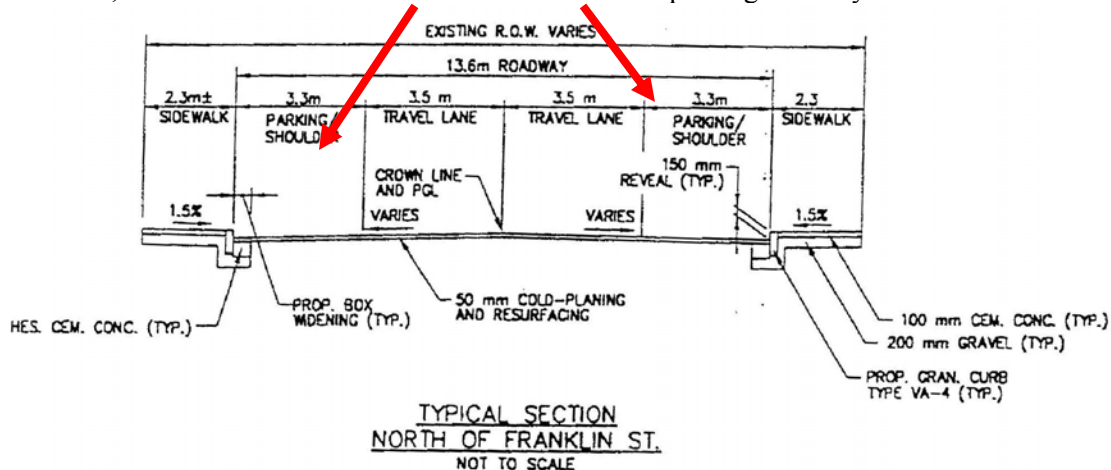 EXISTING R.O.W. VARIES
13.6m ROADWAY
2.3m± 3.3m 3.5 m 3.5 m 3.3m 2.3
SIDEWALK PARKING/ TRAVEL LANE TRAVEL LANE PARKING/ SIDEWALK
SHOULDER SHOULDER
150 mm
REVEAL (TYP.)
CROWN LINE
AND PGL
1.5% VARIES VARIES 1.5%
PROP. BOX
WIDENING (TYP.)
50 mm COLD-PLANING
AND RESURFACING
HES. CEM. CONC. (TYP.)
100 mm CEM. CONC. (TYP.)
200 mm GRAVEL (TYP.)
PROP. GRAN. CURB
TYPE VA-4 (TYP.)
TYPICAL SECTION
NORTH OF FRANKLIN ST.
NOT TO SCALE